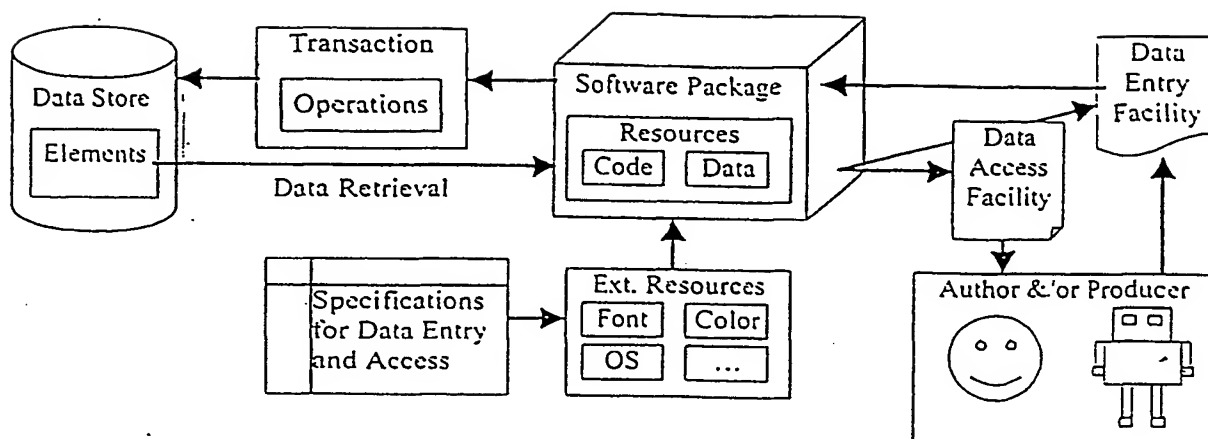 Data Store
Elements
Transaction
Operations
Data Retrieval
Software Package
Resources
Code
Data
Data
Entry
Facility
Data
Access
Facility
Specifications
for Data Entry
and Access
Ext. Resources
Font
Color
OS
...
Author &/or Producer